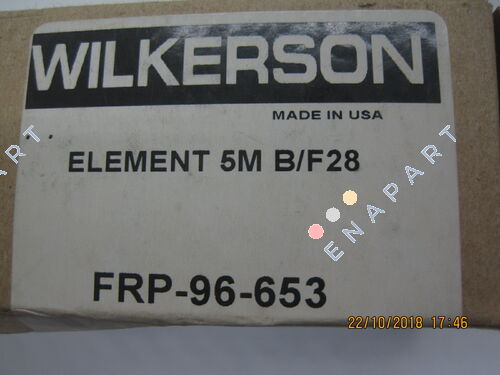 WILKERSON
MADE IN USA
ELEMENT 5M B/F28
ENAPART
FRP-96-653
22/10/2018 17:46